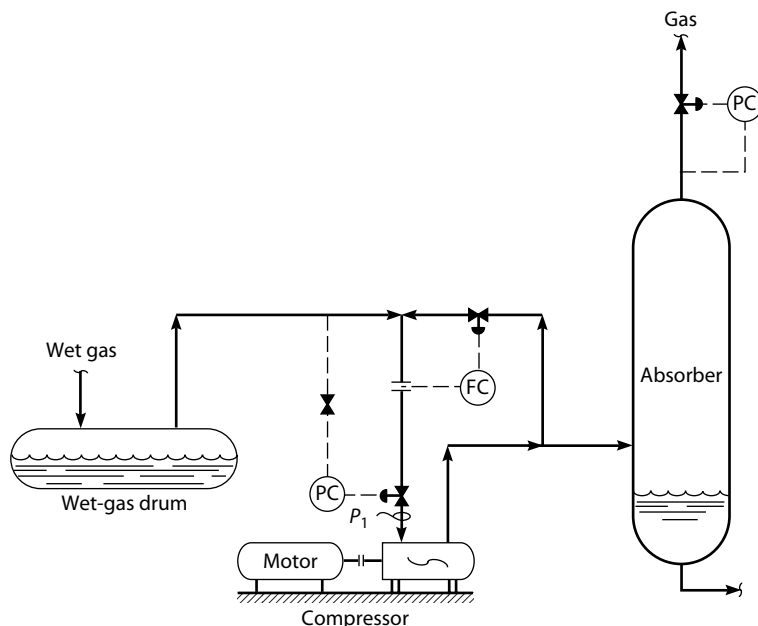 Gas
PC
Wet gas
FC
Absorber
PC
P1
Wet-gas drum
Motor
Compressor